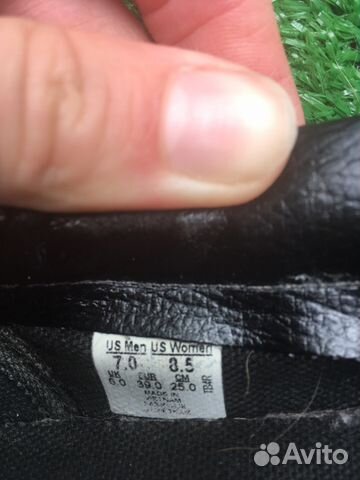 US Men US Women
7.0 8.5
UK EUR CM
6.0 39.0 25.0
MADE IN
VIETNAM
Avito